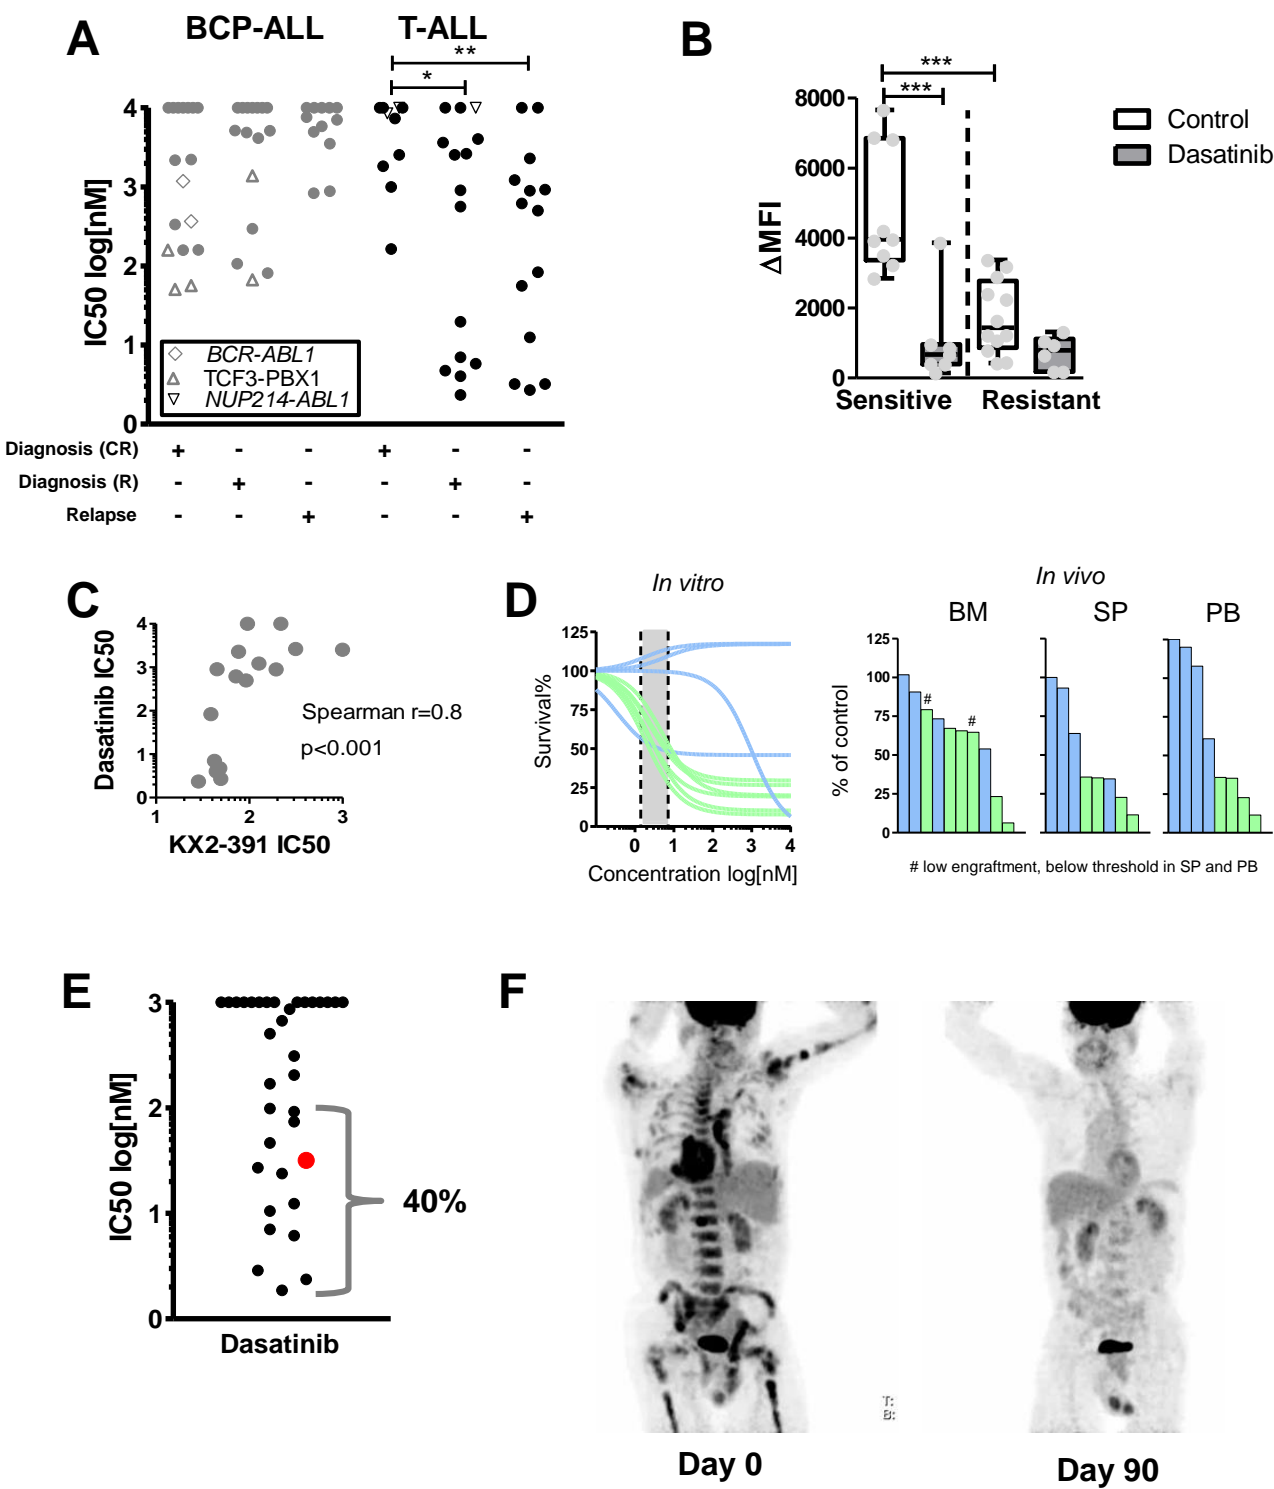 A
BCP-ALL
T-ALL
**
*
4
3
2
1
0
IC50 log[nM]
BCR-ABL1
TCF3-PBX1
NUP214-ABL1
Diagnosis (CR) + - - + - -
Diagnosis (R) - + - - + -
Relapse - - + - - +
B
***
***
8000
6000
4000
2000
0
ΔMFI
Control
Dasatinib
Sensitive
Resistant
C
4
3
2
1
0
Dasatinib IC50
Spearman r=0.8
p<0.001
1 2 3
KX2-391 IC50
D
In vitro
125
100
75
50
25
0
Survival%
0 1 2 3 4
Concentration log[nM]
In vivo
BM
SP
PB
125
100
75
50
25
0
% of control
#
#
# low engraftment, below threshold in SP and PB
E
3
2
1
0
IC50 log[nM]
40%
Dasatinib
F
T:
B:
Day 0
Day 90